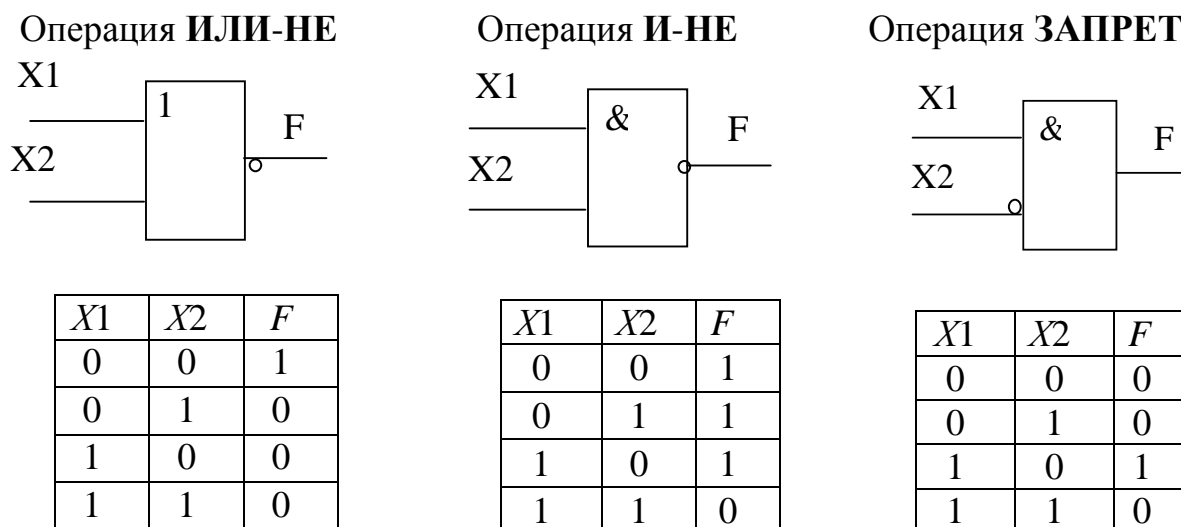 Операция ИЛИ-НЕ
X1
1
F
X2
X1 X2 F
0 0 1
0 1 0
1 0 0
1 1 0
Операция И-НЕ
X1
&
F
X2
X1 X2 F
0 0 1
0 1 1
1 0 1
1 1 0
Операция ЗАПРЕТ
X1
&
F
X2
X1 X2 F
0 0 0
0 1 0
1 0 1
1 1 0